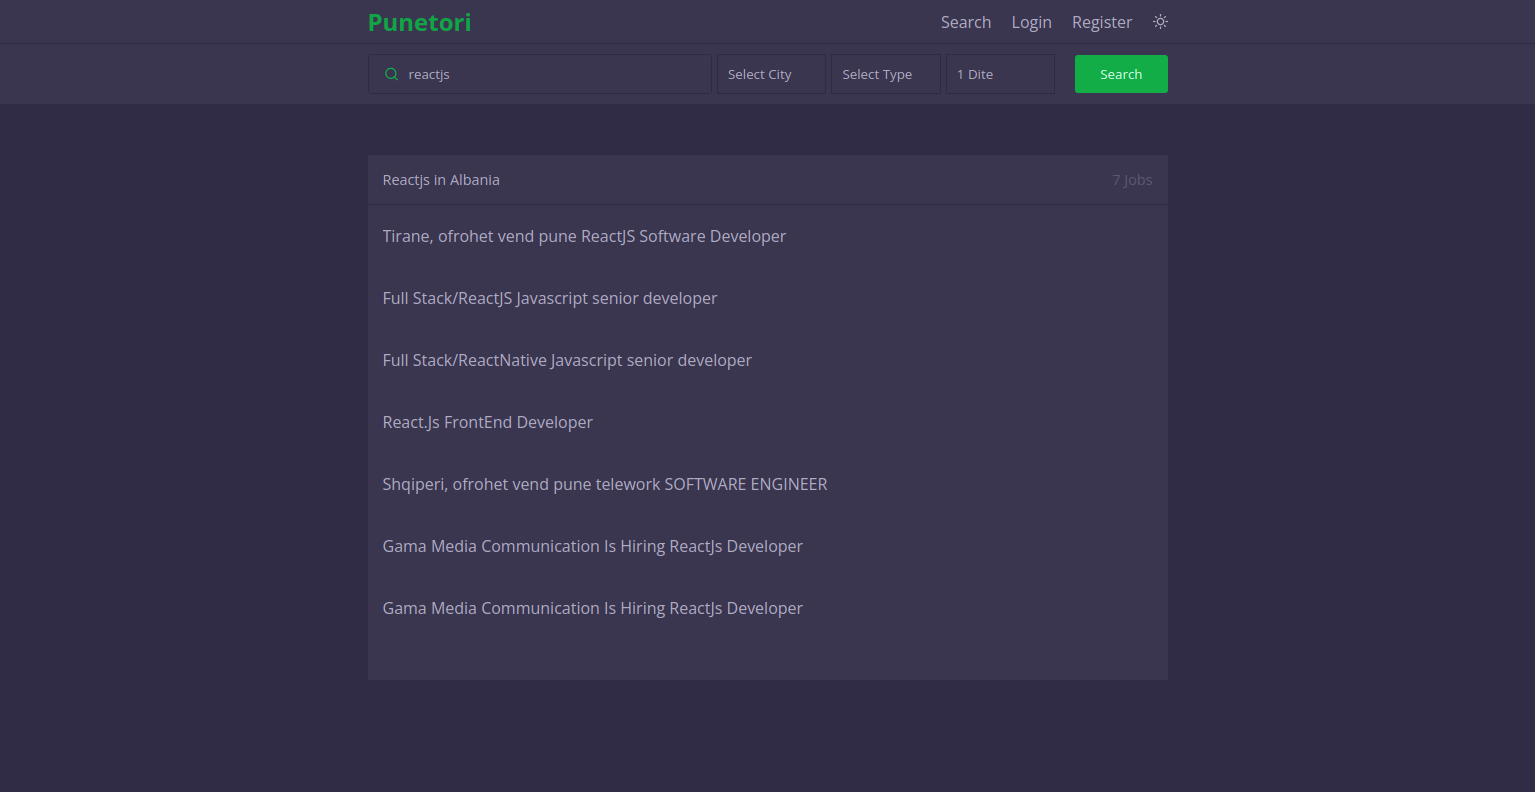 Punetori
Search Login Register
reactjs Select City Select Type 1 Dite Search
Reactjs in Albania 7 Jobs
Tirane, ofrohet vend pune ReactJS Software Developer
Full Stack/ReactJS Javascript senior developer
Full Stack/ReactNative Javascript senior developer
React.Js FrontEnd Developer
Shqiperi, ofrohet vend pune telework SOFTWARE ENGINEER
Gama Media Communication Is Hiring ReactJs Developer
Gama Media Communication Is Hiring ReactJs Developer